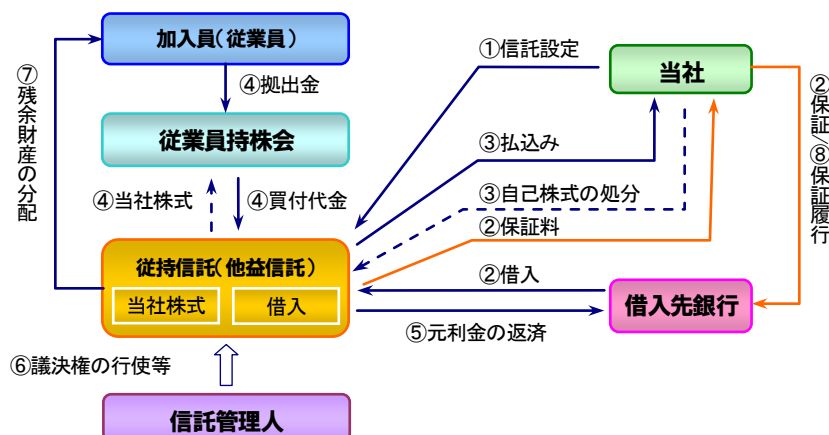 加入員(従業員)
①信託設定
当社
④拠出金
⑦残余財産の分配
②保証/⑧保証履行
従業員持株会
③払込み
④当社株式
④買付代金
③自己株式の処分
②保証料
従持信託(他益信託)
当社株式
借入
②借入
借入先銀行
⑤元利金の返済
⑥議決権の行使等
信託管理人